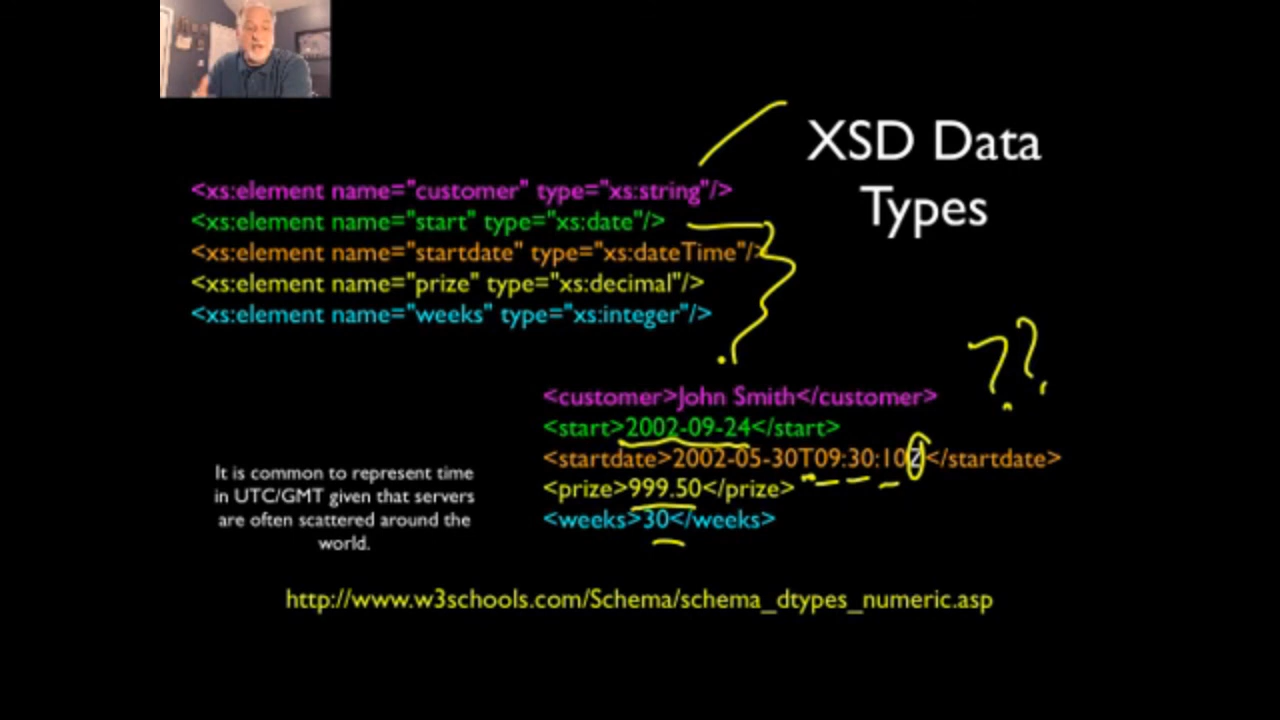 XSD Data
Types
<xs:element name="customer" type="xs:string"/>
<xs:element name="start" type="xs:date"/>
<xs:element name="startdate" type="xs:dateTime"/>
<xs:element name="prize" type="xs:decimal"/>
<xs:element name="weeks" type="xs:integer"/>
??
<customer>John Smith</customer>
<start>2002-09-24</start>
<startdate>2002-05-30T09:30:10Z</startdate>
<prize>999.50</prize>
<weeks>30</weeks>
It is common to represent time
in UTC/GMT given that servers
are often scattered around the
world.
http://www.w3schools.com/Schema/schema_dtypes_numeric.asp